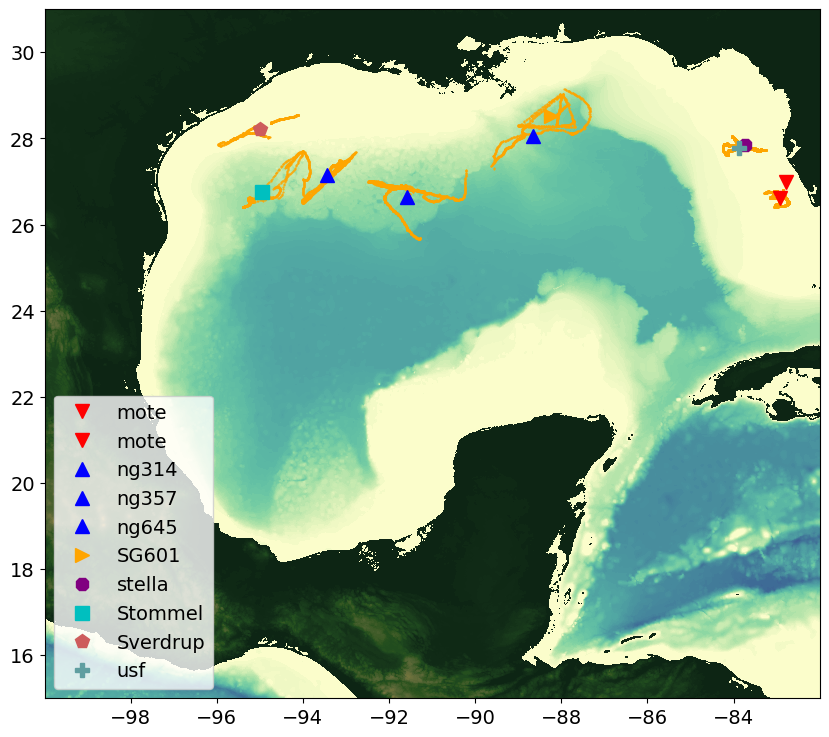 30
28
26
24
22
20
18
16
mote
mote
ng314
ng357
ng645
SG601
stella
Stommel
Sverdrup
usf
−98 −96 −94 −92 −90 −88 −86 −84